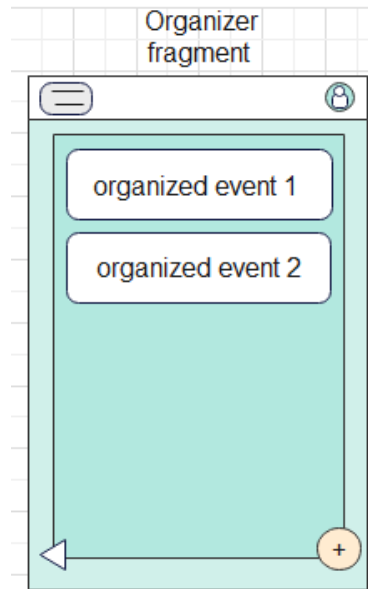 Organizer
fragment
organized event 1
organized event 2
+